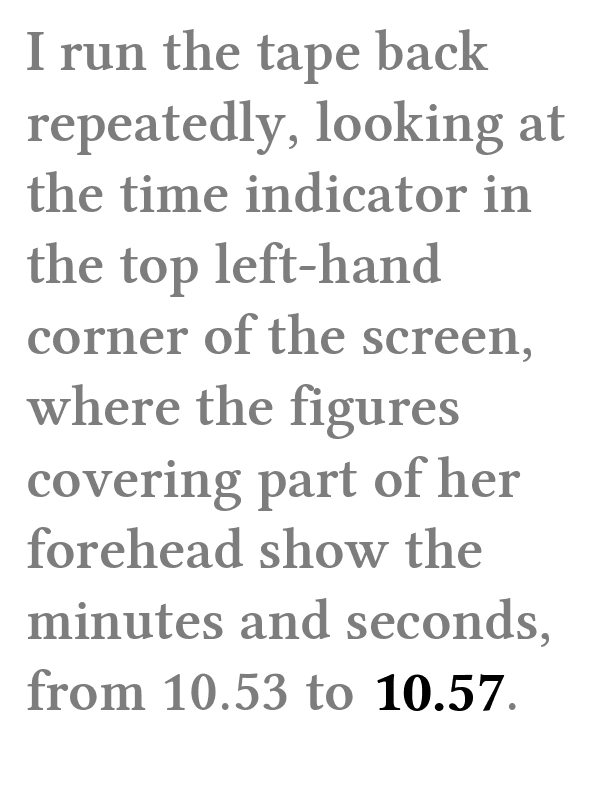 I run the tape back
repeatedly, looking at
the time indicator in
the top left-hand
corner of the screen,
where the figures
covering part of her
forehead show the
minutes and seconds,
from 10.53 to 10.57.